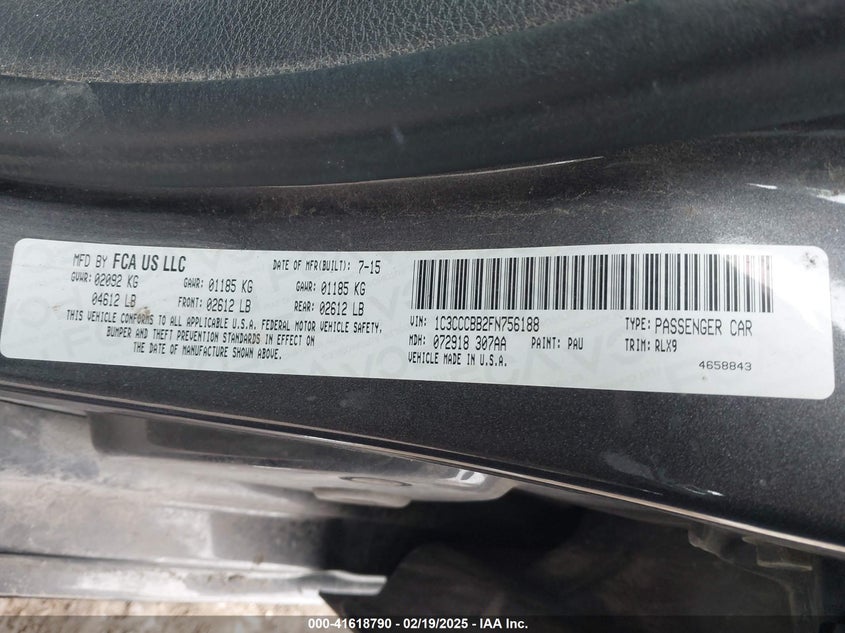 MFD BY FCA US LLC
DATE OF MFR(BUILT): 7-15
GVWR: 02092 KG GAWR: 01185 KG GAWR: 01185 KG
04612 LB FRONT: 02612 LB REAR: 02612 LB
THIS VEHICLE CONFORMS TO ALL APPLICABLE U.S.A. FEDERAL MOTOR VEHICLE SAFETY,
BUMPER AND THEFT PREVENTION STANDARDS IN EFFECT ON
THE DATE OF MANUFACTURE SHOWN ABOVE.
VIN: 1C3CCCBB2FN756188 TYPE: PASSENGER CAR
MDH: 072918 307AA PAINT: PAU TRIM: RLX9
VEHICLE MADE IN U.S.A. 4658843
000-41618790 - 02/19/2025 - IAAI.com